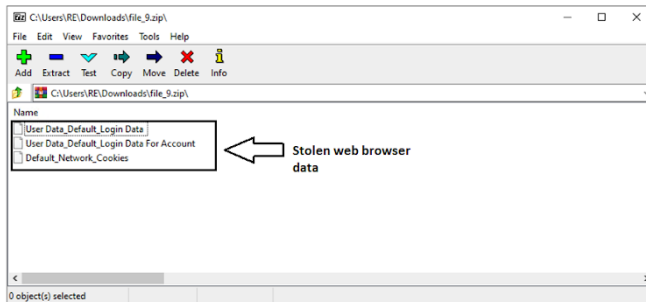 C:\Users\RE\Downloads\file_9.zip\
File Edit View Favorites Tools Help
Add Extract Test Copy Move Delete Info
C:\Users\RE\Downloads\file_9.zip\
Name
User Data_Default_Login Data
User Data_Default_Login Data For Account
Default_Network_Cookies
Stolen web browser
data
0 object(s) selected